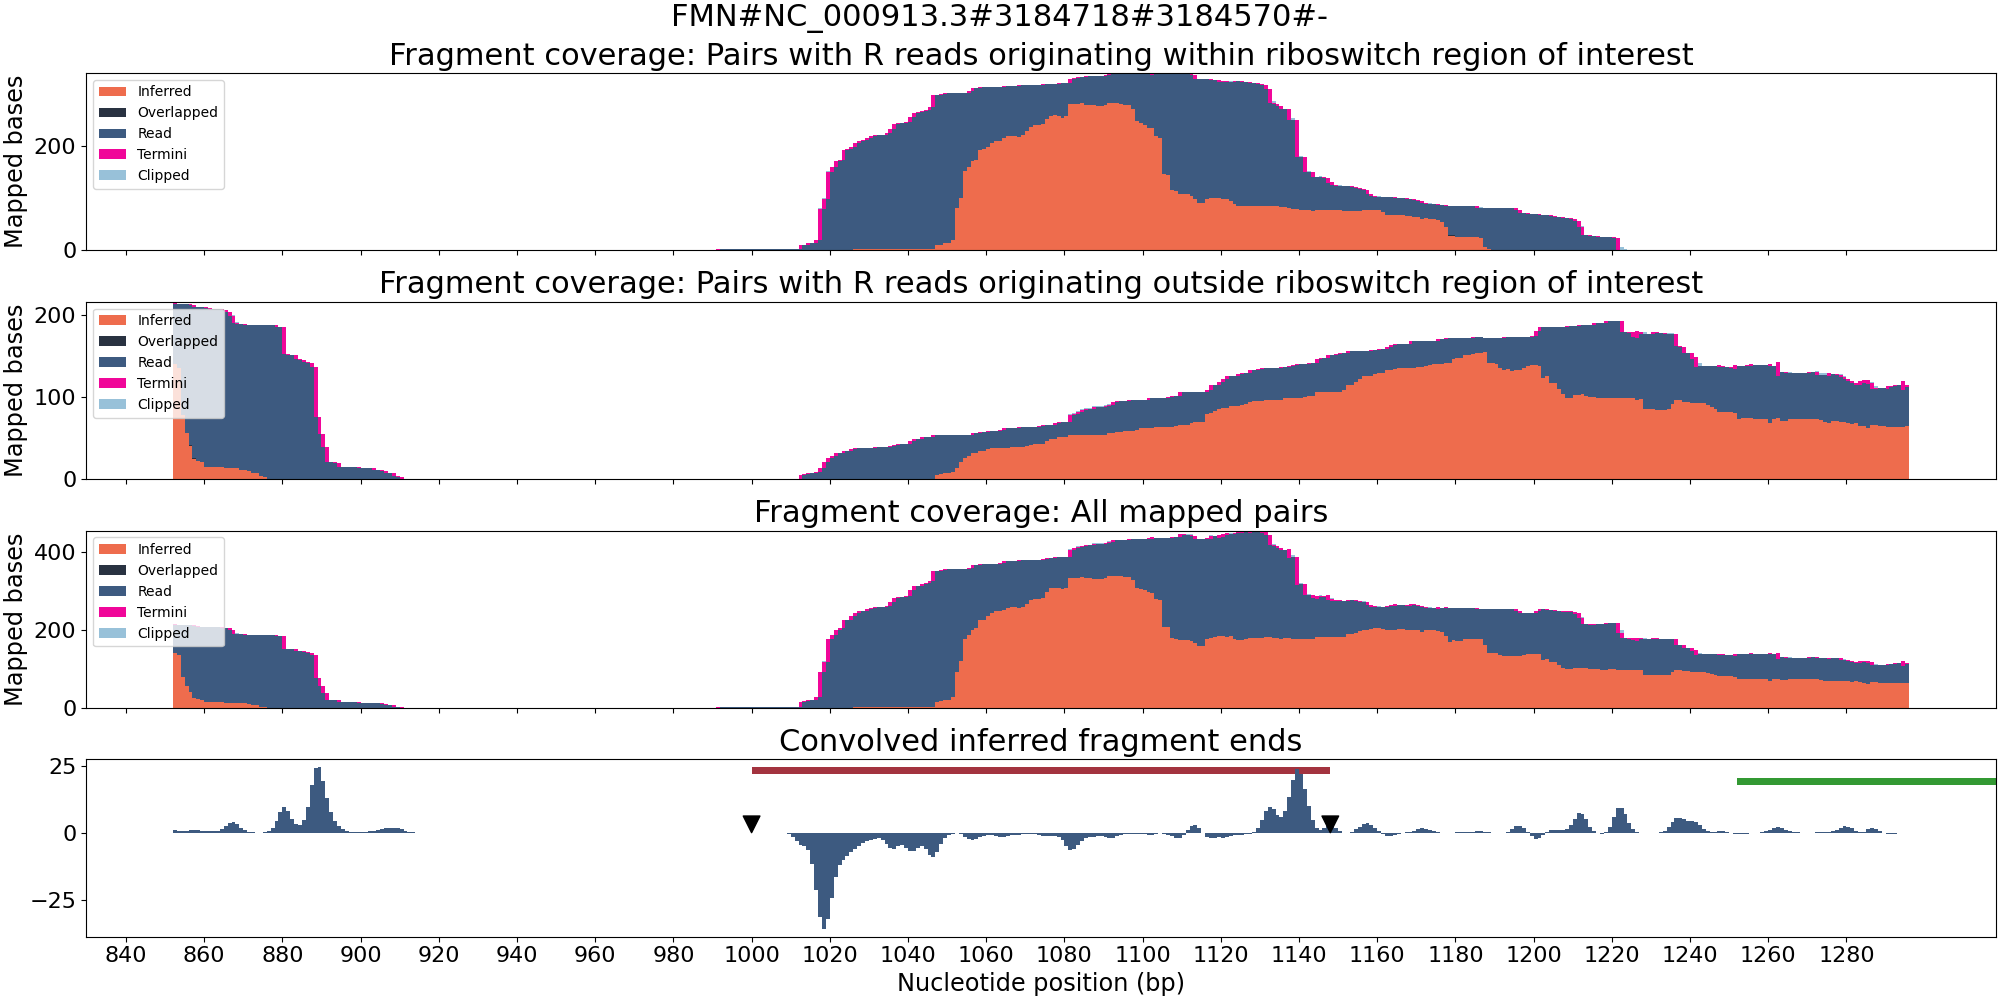 FMN#NC_000913.3#3184718#3184570#-
Fragment coverage: Pairs with R reads originating within riboswitch region of interest
Mapped bases
200
0
Inferred
Overlapped
Read
Termini
Clipped
Fragment coverage: Pairs with R reads originating outside riboswitch region of interest
Mapped bases
200
100
0
Inferred
Overlapped
Read
Termini
Clipped
Fragment coverage: All mapped pairs
Mapped bases
400
200
0
Inferred
Overlapped
Read
Termini
Clipped
Convolved inferred fragment ends
25
0
−25
840 860 880 900 920 940 960 980 1000 1020 1040 1060 1080 1100 1120 1140 1160 1180 1200 1220 1240 1260 1280
Nucleotide position (bp)